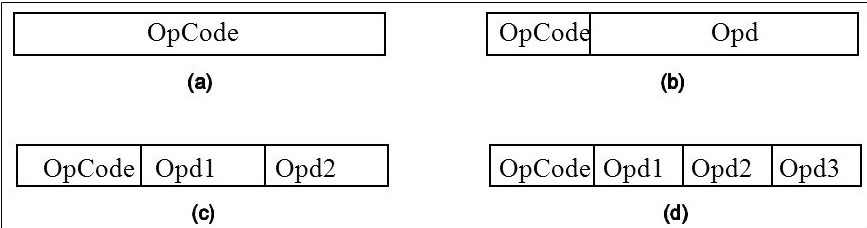 OpCode
OpCode Opd
(a)
(b)
OpCode Opd1 Opd2
OpCode Opd1 Opd2 Opd3
(c)
(d)